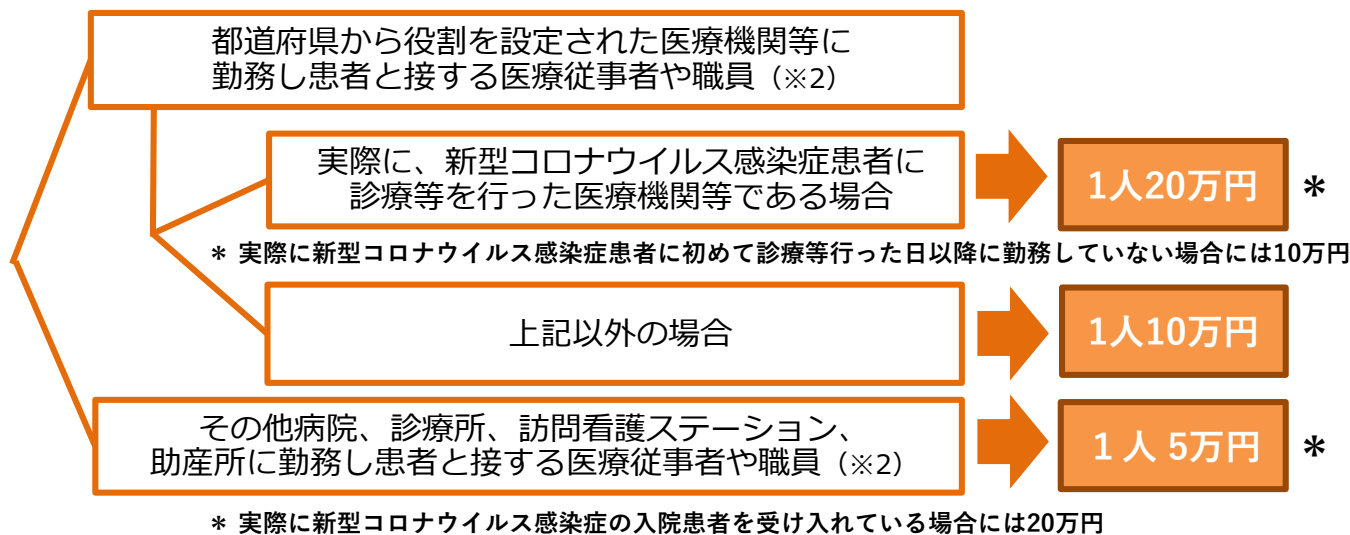 都道府県から役割を設定された医療機関等に
勤務し患者と接する医療従事者や職員（※2）
実際に、新型コロナウイルス感染症患者に
診療等を行った医療機関等である場合
1人20万円 *
* 実際に新型コロナウイルス感染症患者に初めて診療等行った日以降に勤務していない場合には10万円
上記以外の場合
1人10万円
その他病院、診療所、訪問看護ステーション、
助産所に勤務し患者と接する医療従事者や職員（※2）
1人 5万円 *
* 実際に新型コロナウイルス感染症の入院患者を受け入れている場合には20万円